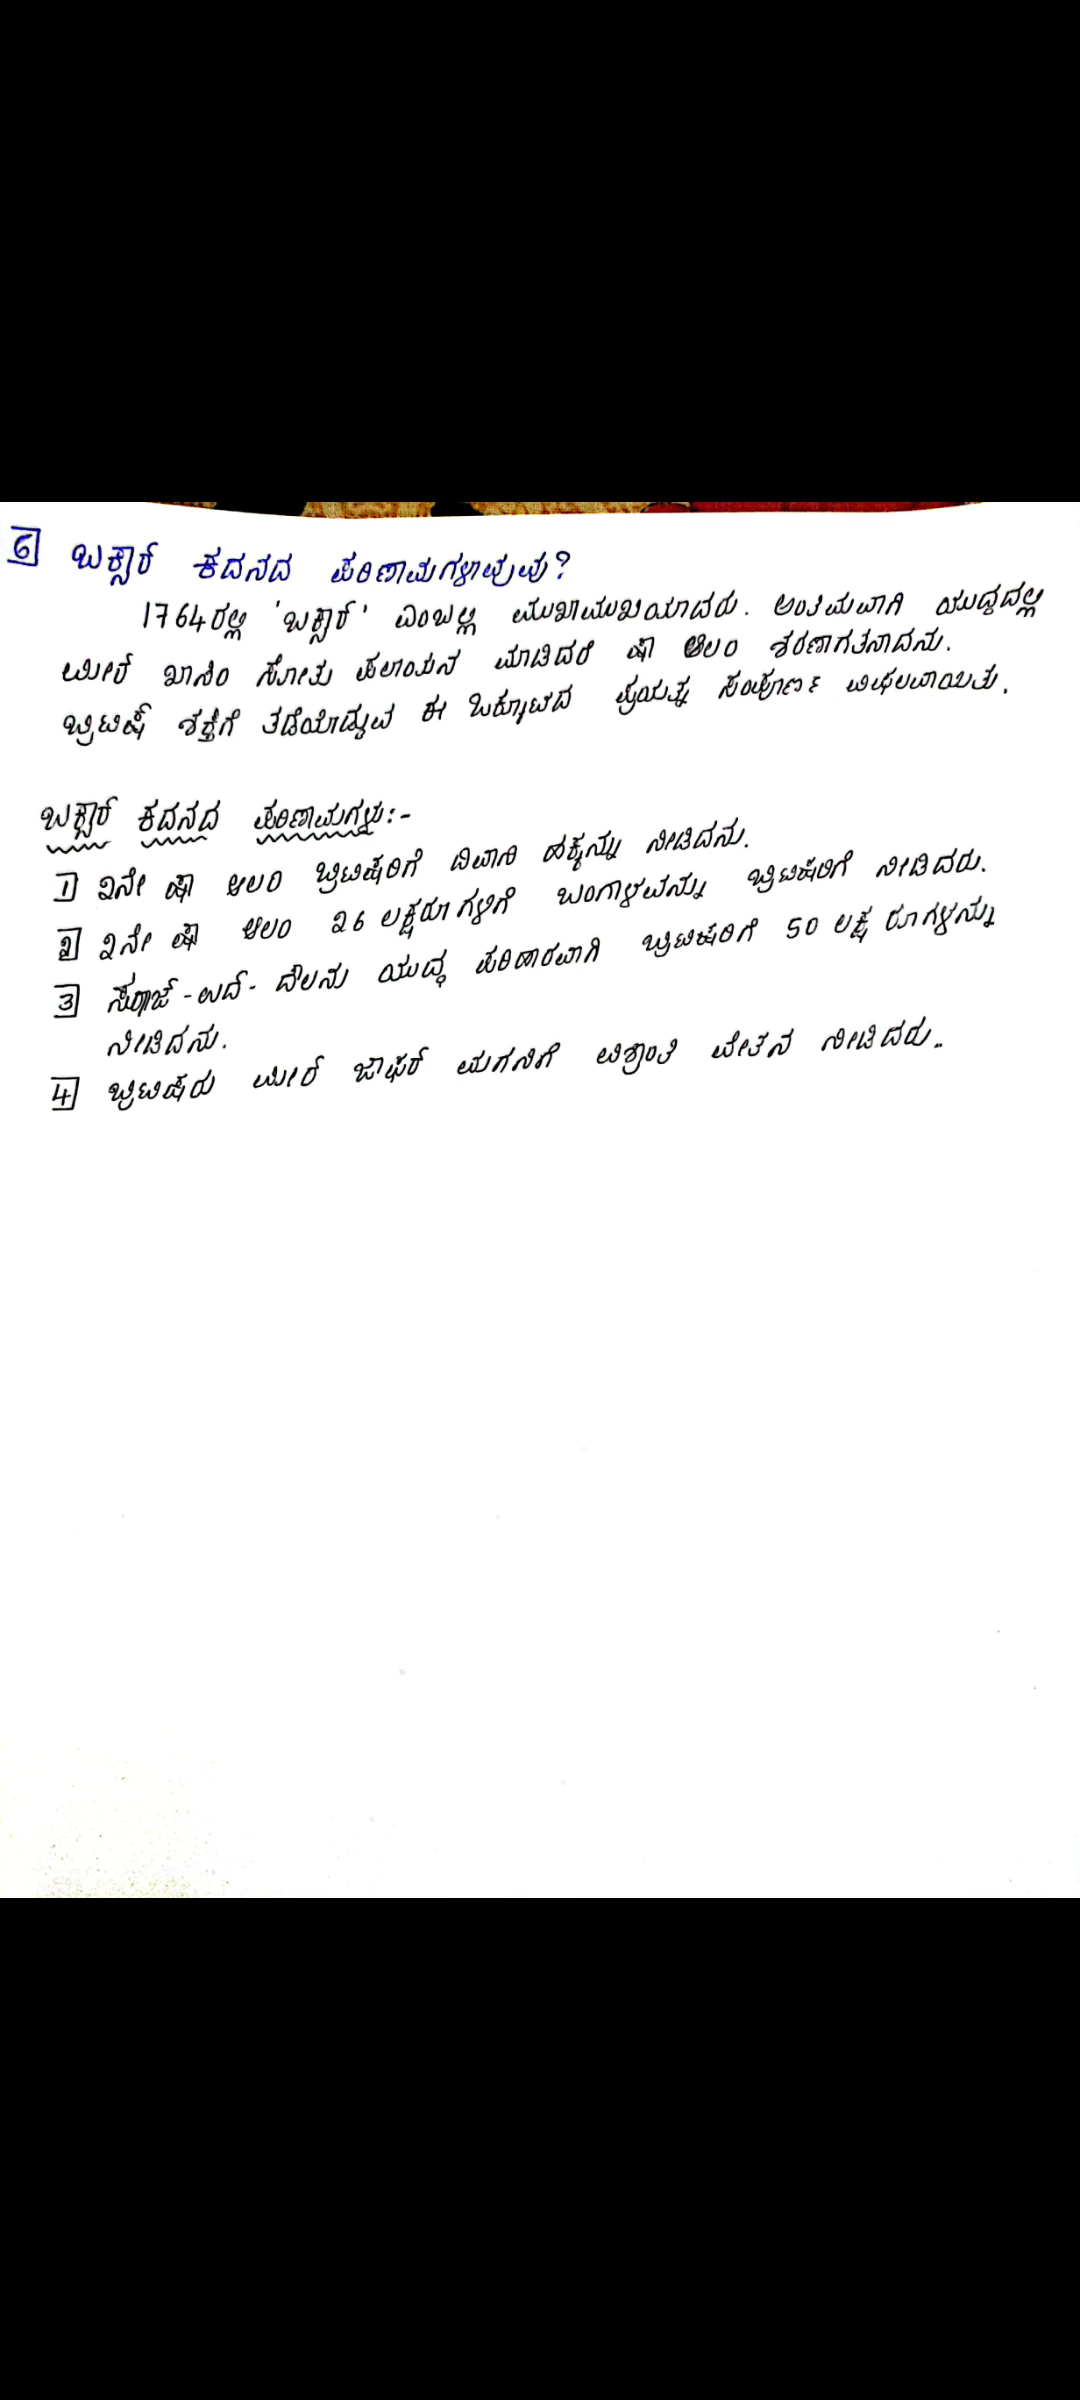 6 ಬಕ್ಸಾರ್ ಕದನದ ಪರಿಣಾಮಗಳಾವುವು?
1764ರಲ್ಲಿ 'ಬಕ್ಸಾರ್' ಎಂಬಲ್ಲಿ ಮುಖಾಮುಖಿಯಾದರು. ಅಂತಿಮವಾಗಿ ಯುದ್ಧದಲ್ಲಿ
ಮೀರ್ ಖಾಸಿಂ ಸೋತು ಪಲಾಯನ ಮಾಡಿದರೆ ಷಾ ಆಲಂ ಶರಣಾಗತನಾದನು.
ಬ್ರಿಟಿಷ್ ಶಕ್ತಿಗೆ ತಡೆಯೊಡ್ಡುವ ಈ ಒಕ್ಕೂಟದ ಪ್ರಯತ್ನ ಸಂಪೂರ್ಣ ವಿಫಲವಾಯಿತು.
ಬಕ್ಸಾರ್ ಕದನದ ಪರಿಣಾಮಗಳು:-
1 ೨ನೇ ಷಾ ಆಲಂ ಬ್ರಿಟಿಷರಿಗೆ ದಿವಾನಿ ಹಕ್ಕನ್ನು ನೀಡಿದನು.
2 ೨ನೇ ಷಾ ಆಲಂ 26 ಲಕ್ಷರೂಗಳಿಗೆ ಬಂಗಾಳವನ್ನು ಬ್ರಿಟಿಷರಿಗೆ ನೀಡಿದರು.
3 ಸಿರಾಜ್-ಉದ್-ದೌಲನು ಯುದ್ಧ ಪರಿಹಾರವಾಗಿ ಬ್ರಿಟಿಷರಿಗೆ 50 ಲಕ್ಷ ರೂಗಳನ್ನು
ನೀಡಿದನು.
4 ಬ್ರಿಟಿಷರು ಮೀರ್ ಜಾಫರ್ ಮಗನಿಗೆ ವಿಶ್ರಾಂತಿ ವೇತನ ನೀಡಿದರು..